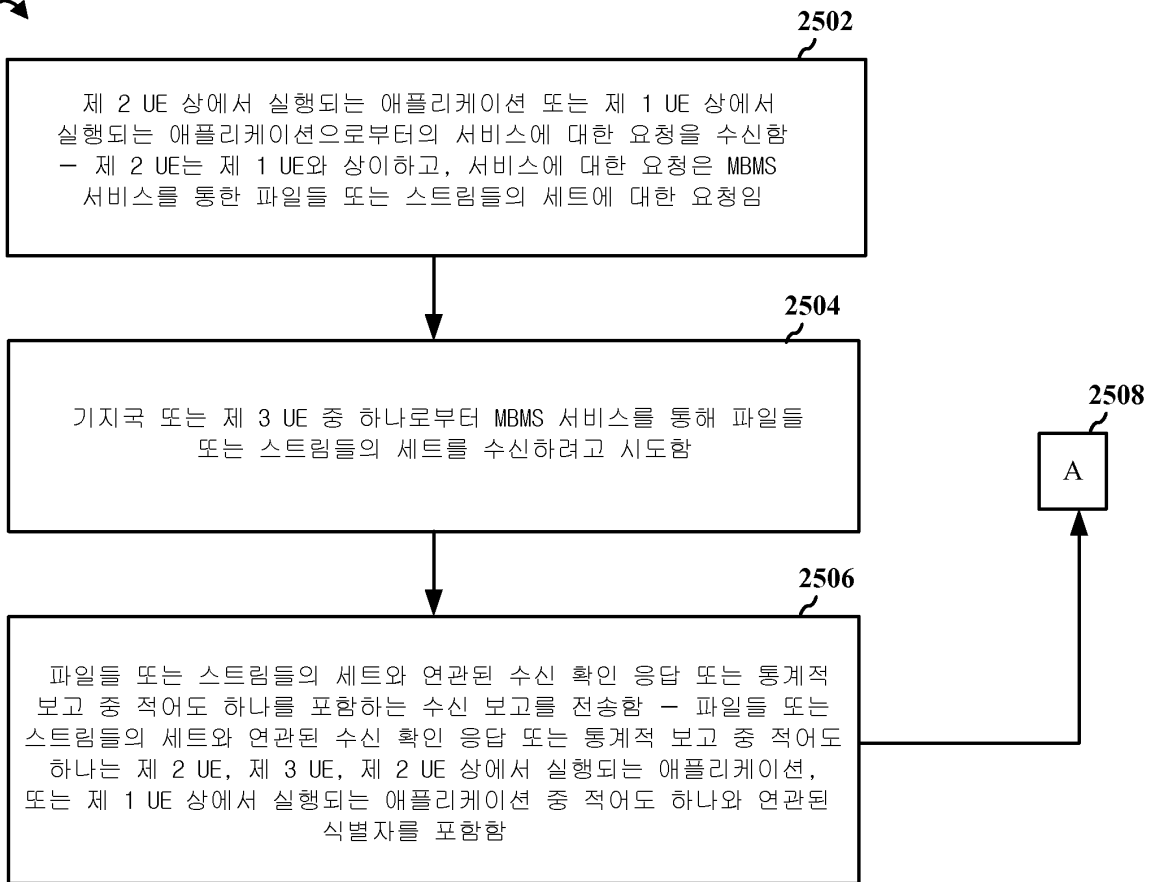 2502
제 2 UE 상에서 실행되는 애플리케이션 또는 제 1 UE 상에서
실행되는 애플리케이션으로부터의 서비스에 대한 요청을 수신함
– 제 2 UE는 제 1 UE와 상이하고, 서비스에 대한 요청은 MBMS
서비스를 통한 파일들 또는 스트림들의 세트에 대한 요청임
2504
기지국 또는 제 3 UE 중 하나로부터 MBMS 서비스를 통해 파일들
또는 스트림들의 세트를 수신하려고 시도함
2508
A
2506
파일들 또는 스트림들의 세트와 연관된 수신 확인 응답 또는 통계적
보고 중 적어도 하나를 포함하는 수신 보고를 전송함 – 파일들 또는
스트림들의 세트와 연관된 수신 확인 응답 또는 통계적 보고 중 적어도
하나는 제 2 UE, 제 3 UE, 제 2 UE 상에서 실행되는 애플리케이션,
또는 제 1 UE 상에서 실행되는 애플리케이션 중 적어도 하나와 연관된
식별자를 포함함